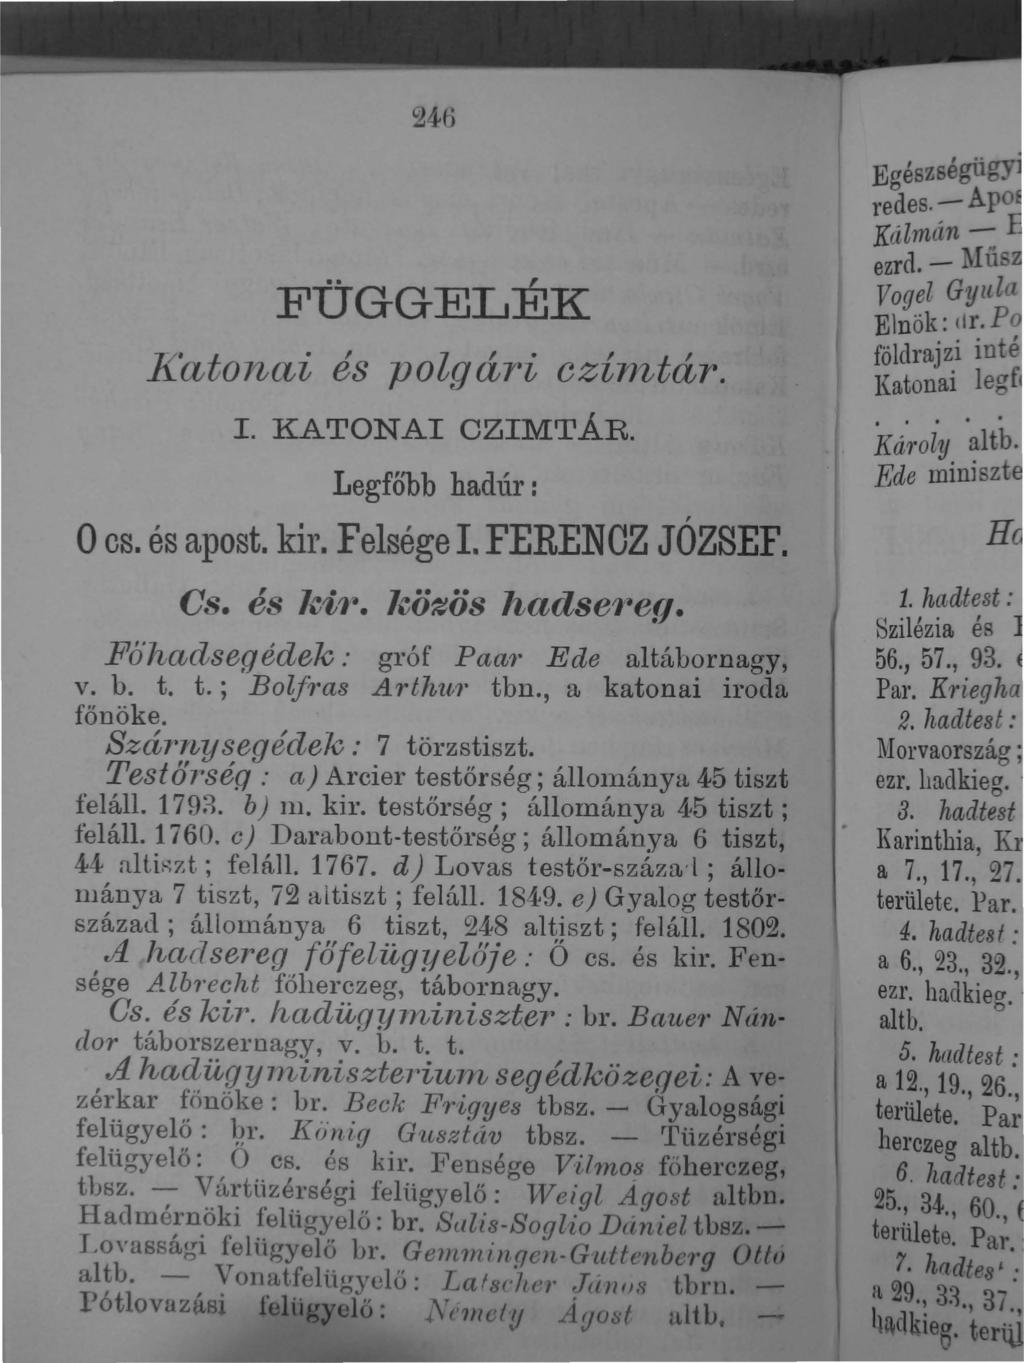 246
FÜGGELÉK
Katonai és polgári czímtár.
I. KATONAI CZIMTÁR.
Legfőbb hadúr:
O cs. és apost. kir. Felsége I. FERENCZ JÓZSEF.
Cs. és kir. közös hadsereg.
Főhadsegédek: gróf Paar Ede altábornagy,
v. b. t. t.; Bolfras Arthur tbn., a katonai iroda
főnöke.
Szárnysegédek: 7 törzstiszt.
Testőrség: a) Arcier testőrség; állománya 45 tiszt
feláll. 1793. b) m. kir. testőrség; állománya 45 tiszt;
feláll. 1760. c) Darabont-testőrség; állománya 6 tiszt,
44 altiszt; feláll. 1767. d) Lovas testőr-század; állo-
mánya 7 tiszt, 72 altiszt; feláll. 1849. e) Gyalog testőr-
század; állománya 6 tiszt, 248 altiszt; feláll. 1802.
A hadsereg főfelügyelője: Ő cs. és kir. Fen-
sége Albrecht főherczeg, tábornagy.
Cs. és kir. hadügyminiszter: br. Bauer Nán-
dor táborszernagy, v. b. t. t.
A hadügyminiszterium segédközegei: A ve-
zérkar főnöke: br. Beck Frigyes tbsz. — Gyalogsági
felügyelő: br. König Gusztáv tbsz. — Tüzérségi
felügyelő: Ő cs. és kir. Fensége Vilmos főherczeg,
tbsz. — Vártüzérségi felügyelő: Weigl Ágost altbn.
Hadmérnöki felügyelő: br. Salis-Soglio Dániel tbsz. —
Lovassági felügyelő br. Gemmingen-Guttenberg Ottó
altb. — Vonatfelügyelő: Latscher János tbrn. —
Pótlovazási felügyelő: Némety Ágost altb. —
Egészségügyi
redes. — Apos
Kálmán — E
ezrd. — Műsz
Vogel Gyula
Elnök: dr. Po
földrajzi inté
Katonai legf
. . . . .
Károly altb.
Ede miniszte
Ha
1. hadtest:
Szilézia és
56., 57., 93.
Par. Kriegha
2. hadtest:
Morvaország;
ezr. hadkieg.
3. hadtest
Karinthia, Kr
a 7., 17., 27.
területe. Par.
4. hadtest:
a 6., 23., 32.,
ezr. hadkieg.
altb.
5. hadtest:
a 12., 19., 26.,
területe. Par
herczeg altb.
6. hadtest:
25., 34., 60.,
területe. Par.
7. hadtest:
a 29., 33., 37.,
hadkieg. terül